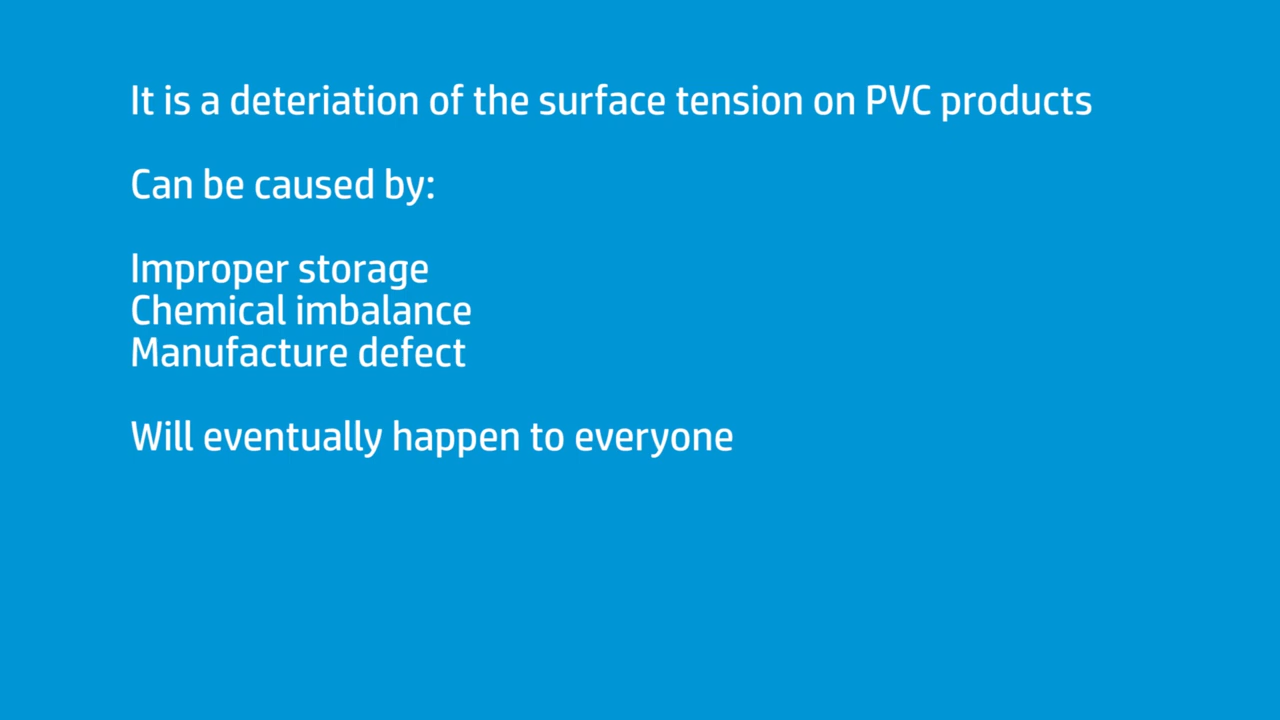 It is a deteriation of the surface tension on PVC products
Can be caused by:
Improper storage
Chemical imbalance
Manufacture defect
Will eventually happen to everyone